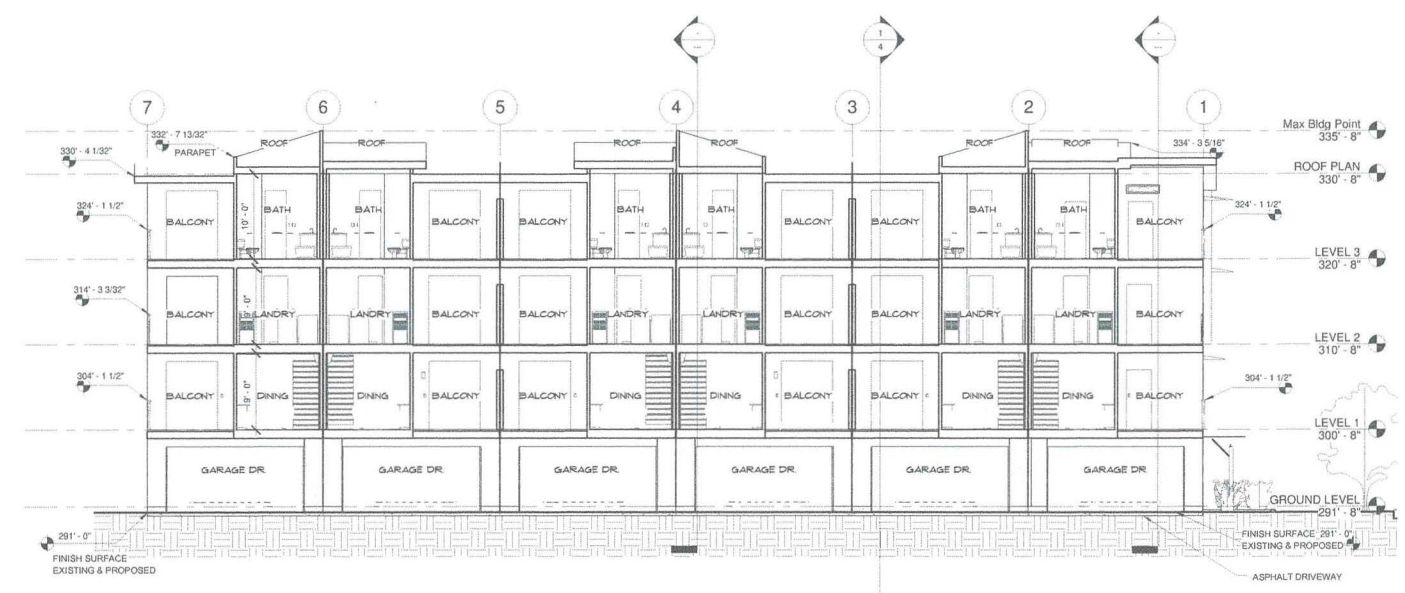 -
---
1
4
-
---
7
6
5
4
3
2
1
Max Bldg Point
335' - 8"
332' - 7 13/32"
PARAPET
330' - 4 1/32"
ROOF
ROOF
ROOF
ROOF
ROOF
ROOF
334' - 3 5/16"
ROOF PLAN
330' - 8"
324' - 1 1/2"
BALCONY
10' - 0"
BATH
BATH
BALCONY
BALCONY
BATH
BATH
BALCONY
BALCONY
BATH
BATH
BALCONY
324' - 1 1/2"
LEVEL 3
320' - 8"
314' - 3 3/32"
BALCONY
9' - 0"
LANDRY
LANDRY
BALCONY
BALCONY
LANDRY
LANDRY
BALCONY
BALCONY
LANDRY
LANDRY
BALCONY
LEVEL 2
310' - 8"
304' - 1 1/2"
BALCONY
9' - 0"
DINING
DINING
BALCONY
BALCONY
DINING
DINING
BALCONY
BALCONY
DINING
DINING
BALCONY
304' - 1 1/2"
LEVEL 1
300' - 8"
GARAGE DR.
GARAGE DR.
GARAGE DR.
GARAGE DR.
GARAGE DR.
GARAGE DR.
GROUND LEVEL
291' - 8"
291' - 0"
FINISH SURFACE
EXISTING & PROPOSED
FINISH SURFACE 291' - 0"
EXISTING & PROPOSED
ASPHALT DRIVEWAY